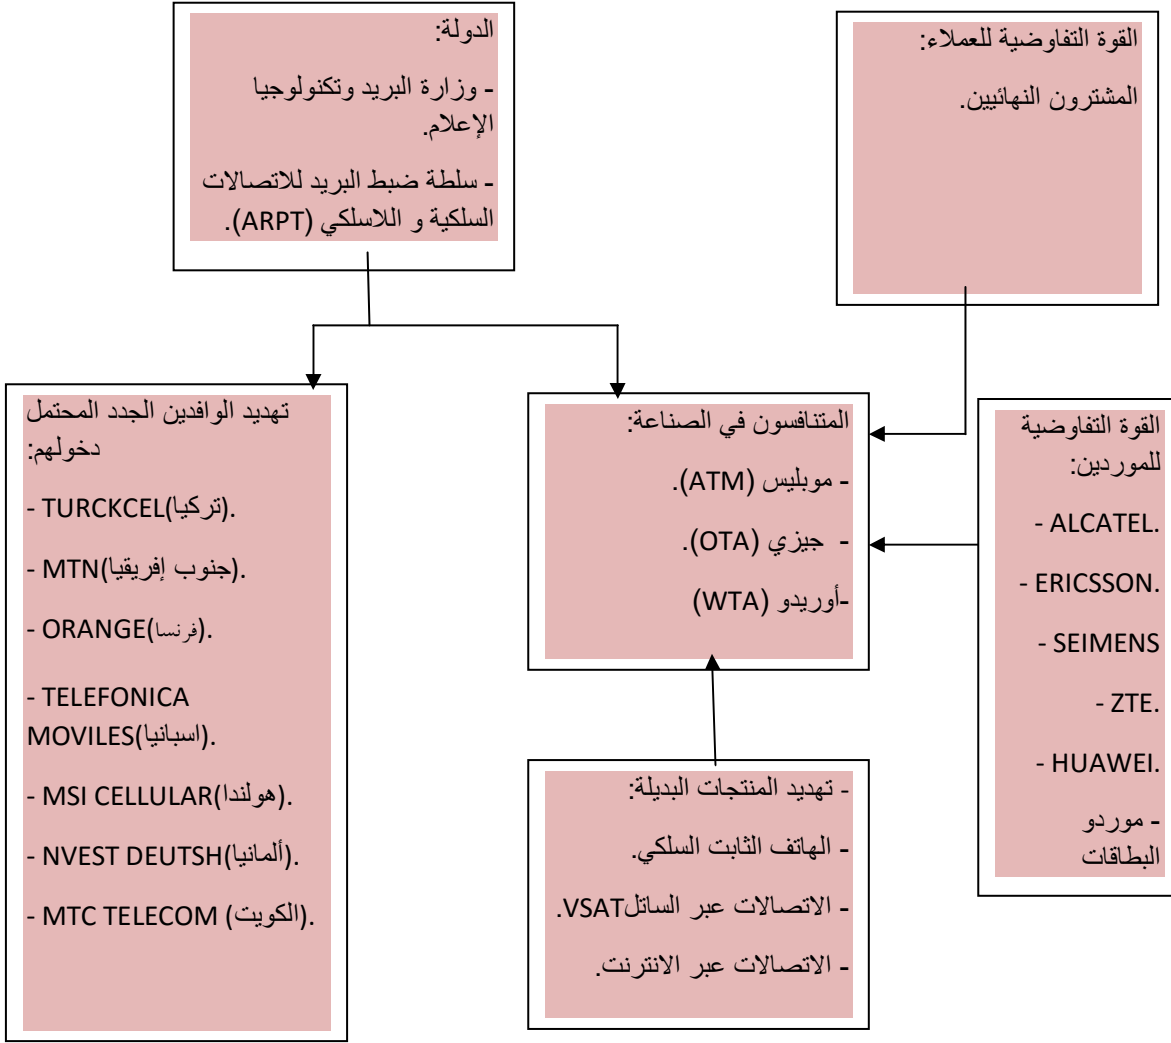 القوة التفاوضية للعملاء:
المشترون النهائيين.
الدولة:
- وزارة البريد وتكنولوجيا
الإعلام.
- سلطة ضبط البريد للاتصالات
السلكية و اللاسلكي (ARPT).
القوة التفاوضية
للموردين:
- ALCATEL.
- ERICSSON.
- SEIMENS
- ZTE.
- HUAWEI.
- موردو
البطاقات
المتنافسون في الصناعة:
- موبليس (ATM).
- جيزي (OTA).
-أوريدو (WTA)
تهديد الوافدين الجدد المحتمل
دخولهم:
- TURCKCEL(تركيا).
- MTN(جنوب إفريقيا).
- ORANGE(فرنسا).
- TELEFONICA
MOVILES(اسبانيا).
- MSI CELLULAR(هولندا).
- NVEST DEUTSH(ألمانيا).
- MTC TELECOM (الكويت).
- تهديد المنتجات البديلة:
- الهاتف الثابت السلكي.
- الاتصالات عبر الساتلVSAT.
- الاتصالات عبر الانترنت.